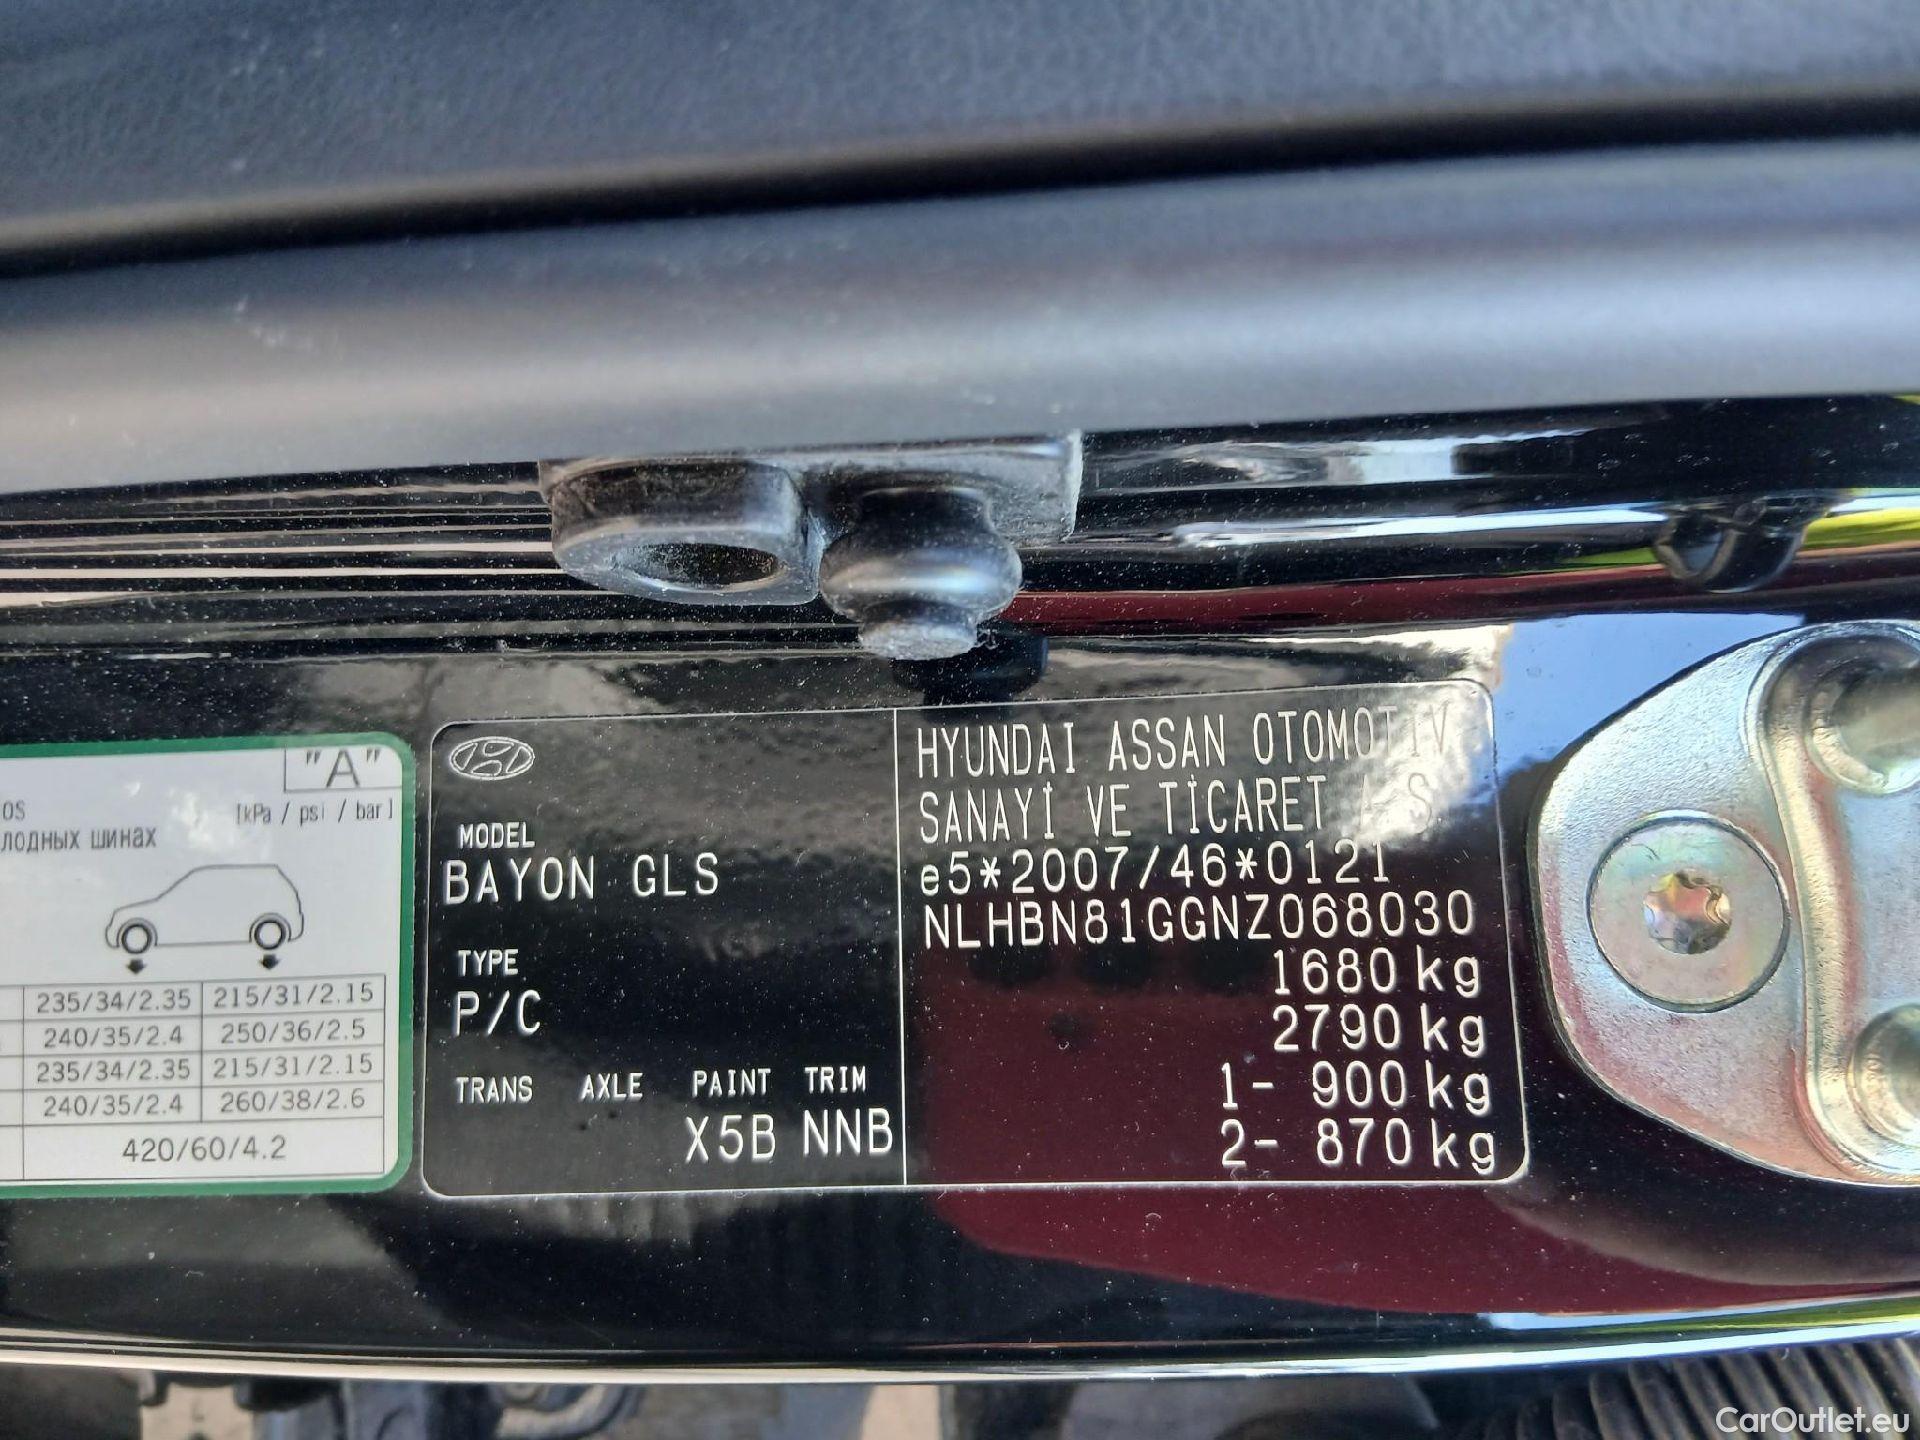 "A"
os
[kPa / psi / bar]
лодных шинах
235/34/2.35 215/31/2.15
240/35/2.4 250/36/2.5
235/34/2.35 215/31/2.15
240/35/2.4 260/38/2.6
420/60/4.2
MODEL
BAYON GLS
TYPE
P/C
TRANS AXLE PAINT TRIM
X5B NNB
HYUNDAI ASSAN OTOMOTIV
SANAYİ VE TİCARET A.S
e5*2007/46*0121
NLHBN81GGNZ068030
1680 kg
2790 kg
1- 900 kg
2- 870 kg
CarOutlet.eu